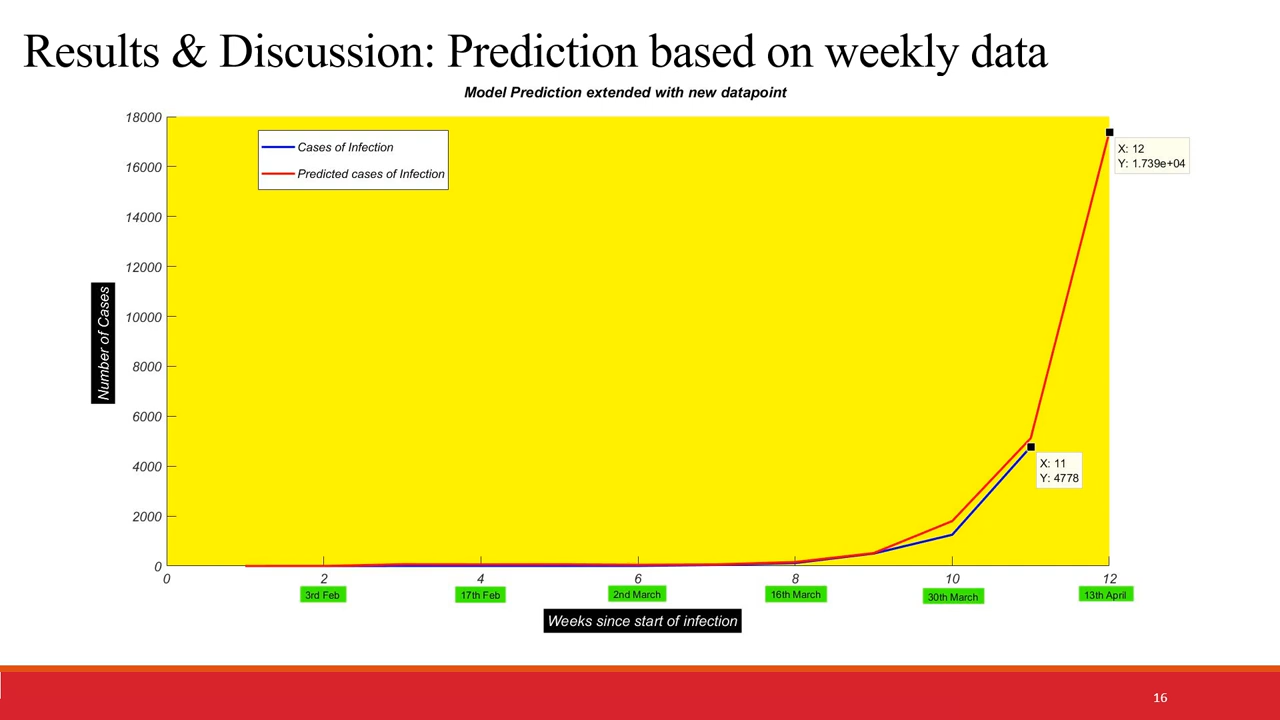 Results & Discussion: Prediction based on weekly data
Model Prediction extended with new datapoint
18000
16000
14000
12000
10000
8000
6000
4000
2000
0
Number of Cases
Cases of Infection
Predicted cases of Infection
X: 12
Y: 1.739e+04
X: 11
Y: 4778
0 2 4 6 8 10 12
3rd Feb 17th Feb 2nd March 16th March 30th March 13th April
Weeks since start of infection
16